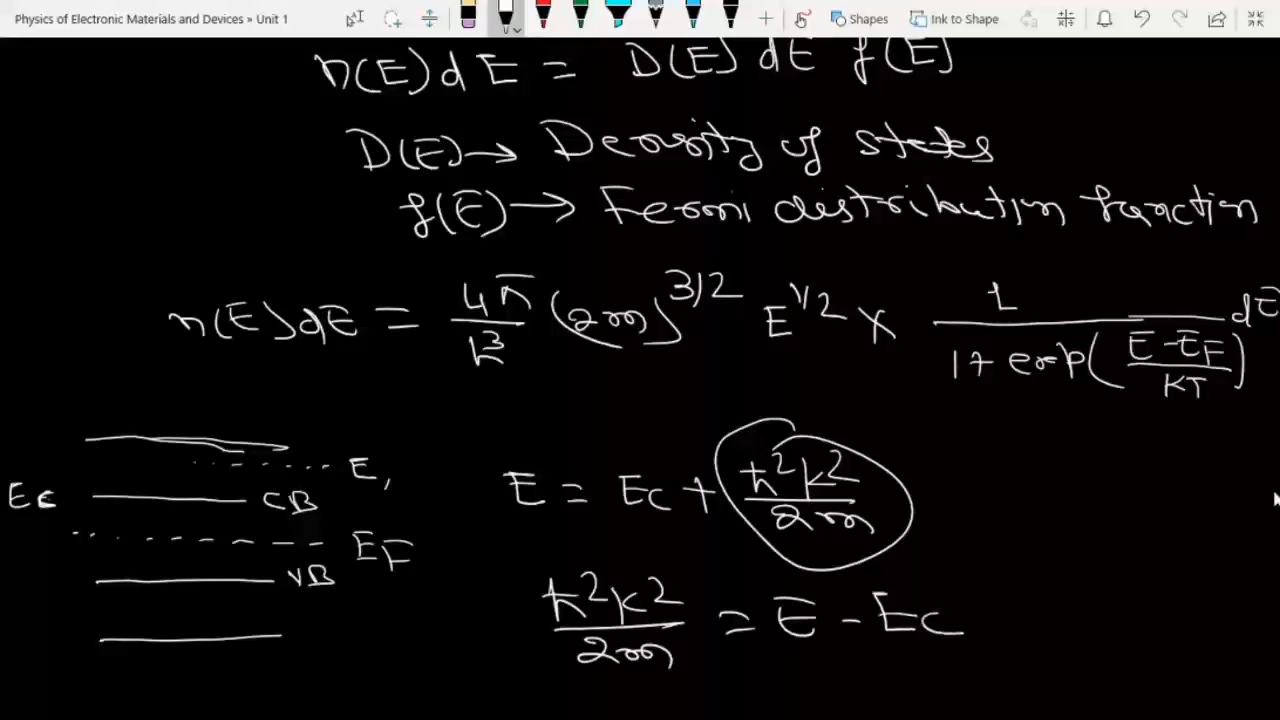 Physics of Electronic Materials and Devices » Unit 1
Shapes
Ink to Shape
n(E)dE = D(E) dE f(E)
D(E) → Density of states
f(E) → Fermi distribution function
n(E)dE = 4π/h³ (2m)^3/2 E^1/2 × 1/(1+exp((E-EF)/KT)) dE
E,
Ec CB
EF
VB
E = Ec + ħ²k²/2m
ħ²k²/2m = E - Ec